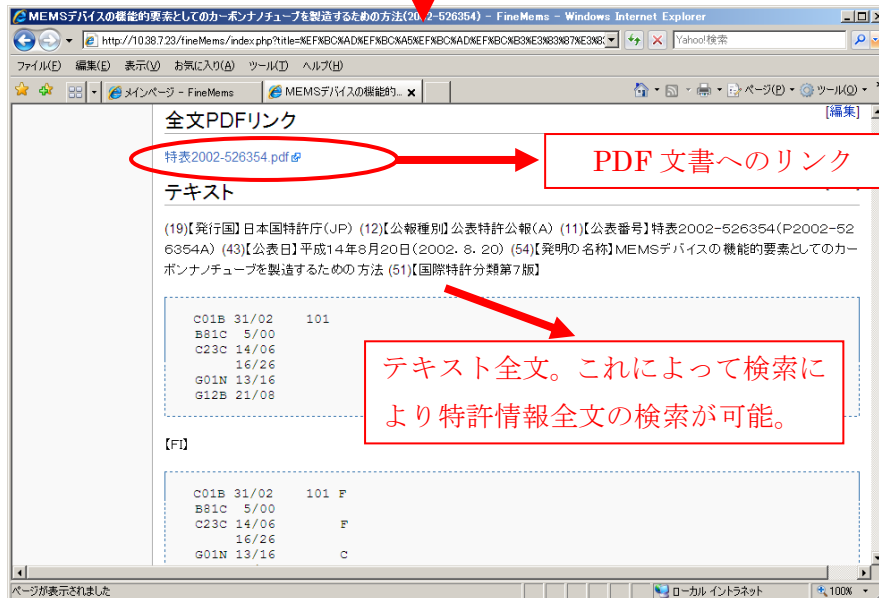 MEMSデバイスの機能的要素としてのカーボンナノチューブを製造するための方法(2002-526354) - FineMems - Windows Internet Explorer
http://10.38.7.23/fineMems/index.php?title=%EF%BC%AD%EF%BC%A5%EF%BC%AD%EF%BC%B3%E3%83%87%E3%8
Yahoo!検索
ファイル(F) 編集(E) 表示(V) お気に入り(A) ツール(T) ヘルプ(H)
メインページ - FineMems
MEMSデバイスの機能的...
ページ(P) ツール(O)
全文PDFリンク
[編集]
特表2002-526354.pdf
PDF 文書へのリンク
テキスト
(19)【発行国】日本国特許庁(JP) (12)【公報種別】公表特許公報(A) (11)【公表番号】特表2002-526354(P2002-52
6354A) (43)【公表日】平成14年8月20日(2002. 8. 20) (54)【発明の名称】MEMSデバイスの機能的要素としてのカー
ボンナノチューブを製造するための方法 (51)【国際特許分類第7版】
C01B 31/02 101
B81C 5/00
C23C 14/06
16/26
G01N 13/16
G12B 21/08
テキスト全文。これによって検索に
より特許情報全文の検索が可能。
【FI】
C01B 31/02 101 F
B81C 5/00
C23C 14/06 F
16/26
G01N 13/16 C
ページが表示されました
ローカル イントラネット
100%